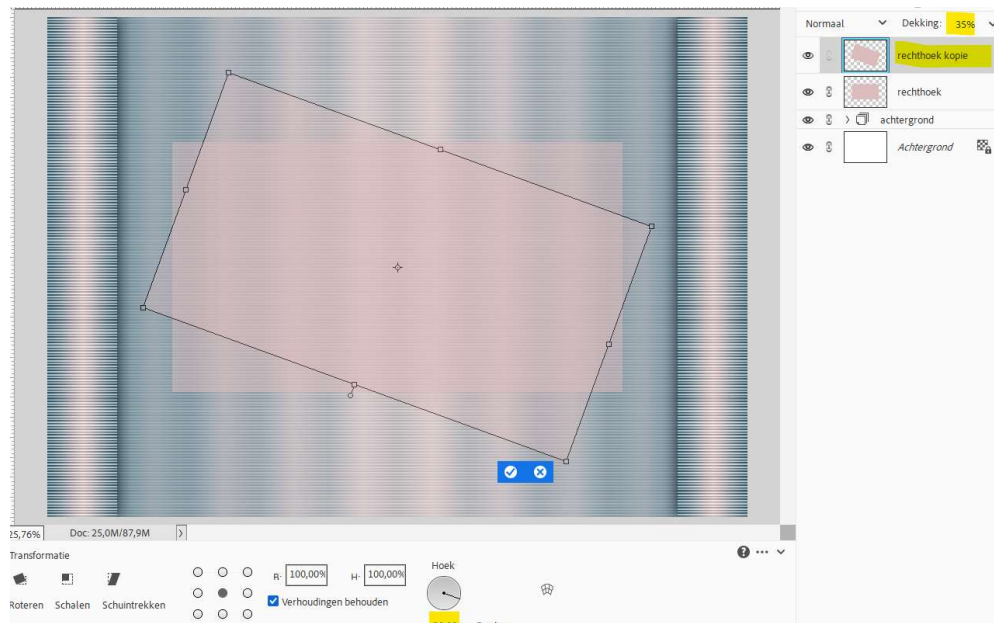 Normaal Dekking: 35%
rechthoek kopie
rechthoek
achtergrond
Achtergrond
25,76% Doc: 25,0M/87,9M
Transformatie
Hoek
R: 100,00% H: 100,00%
Verhoudingen behouden
Roteren Schalen Schuintrekken